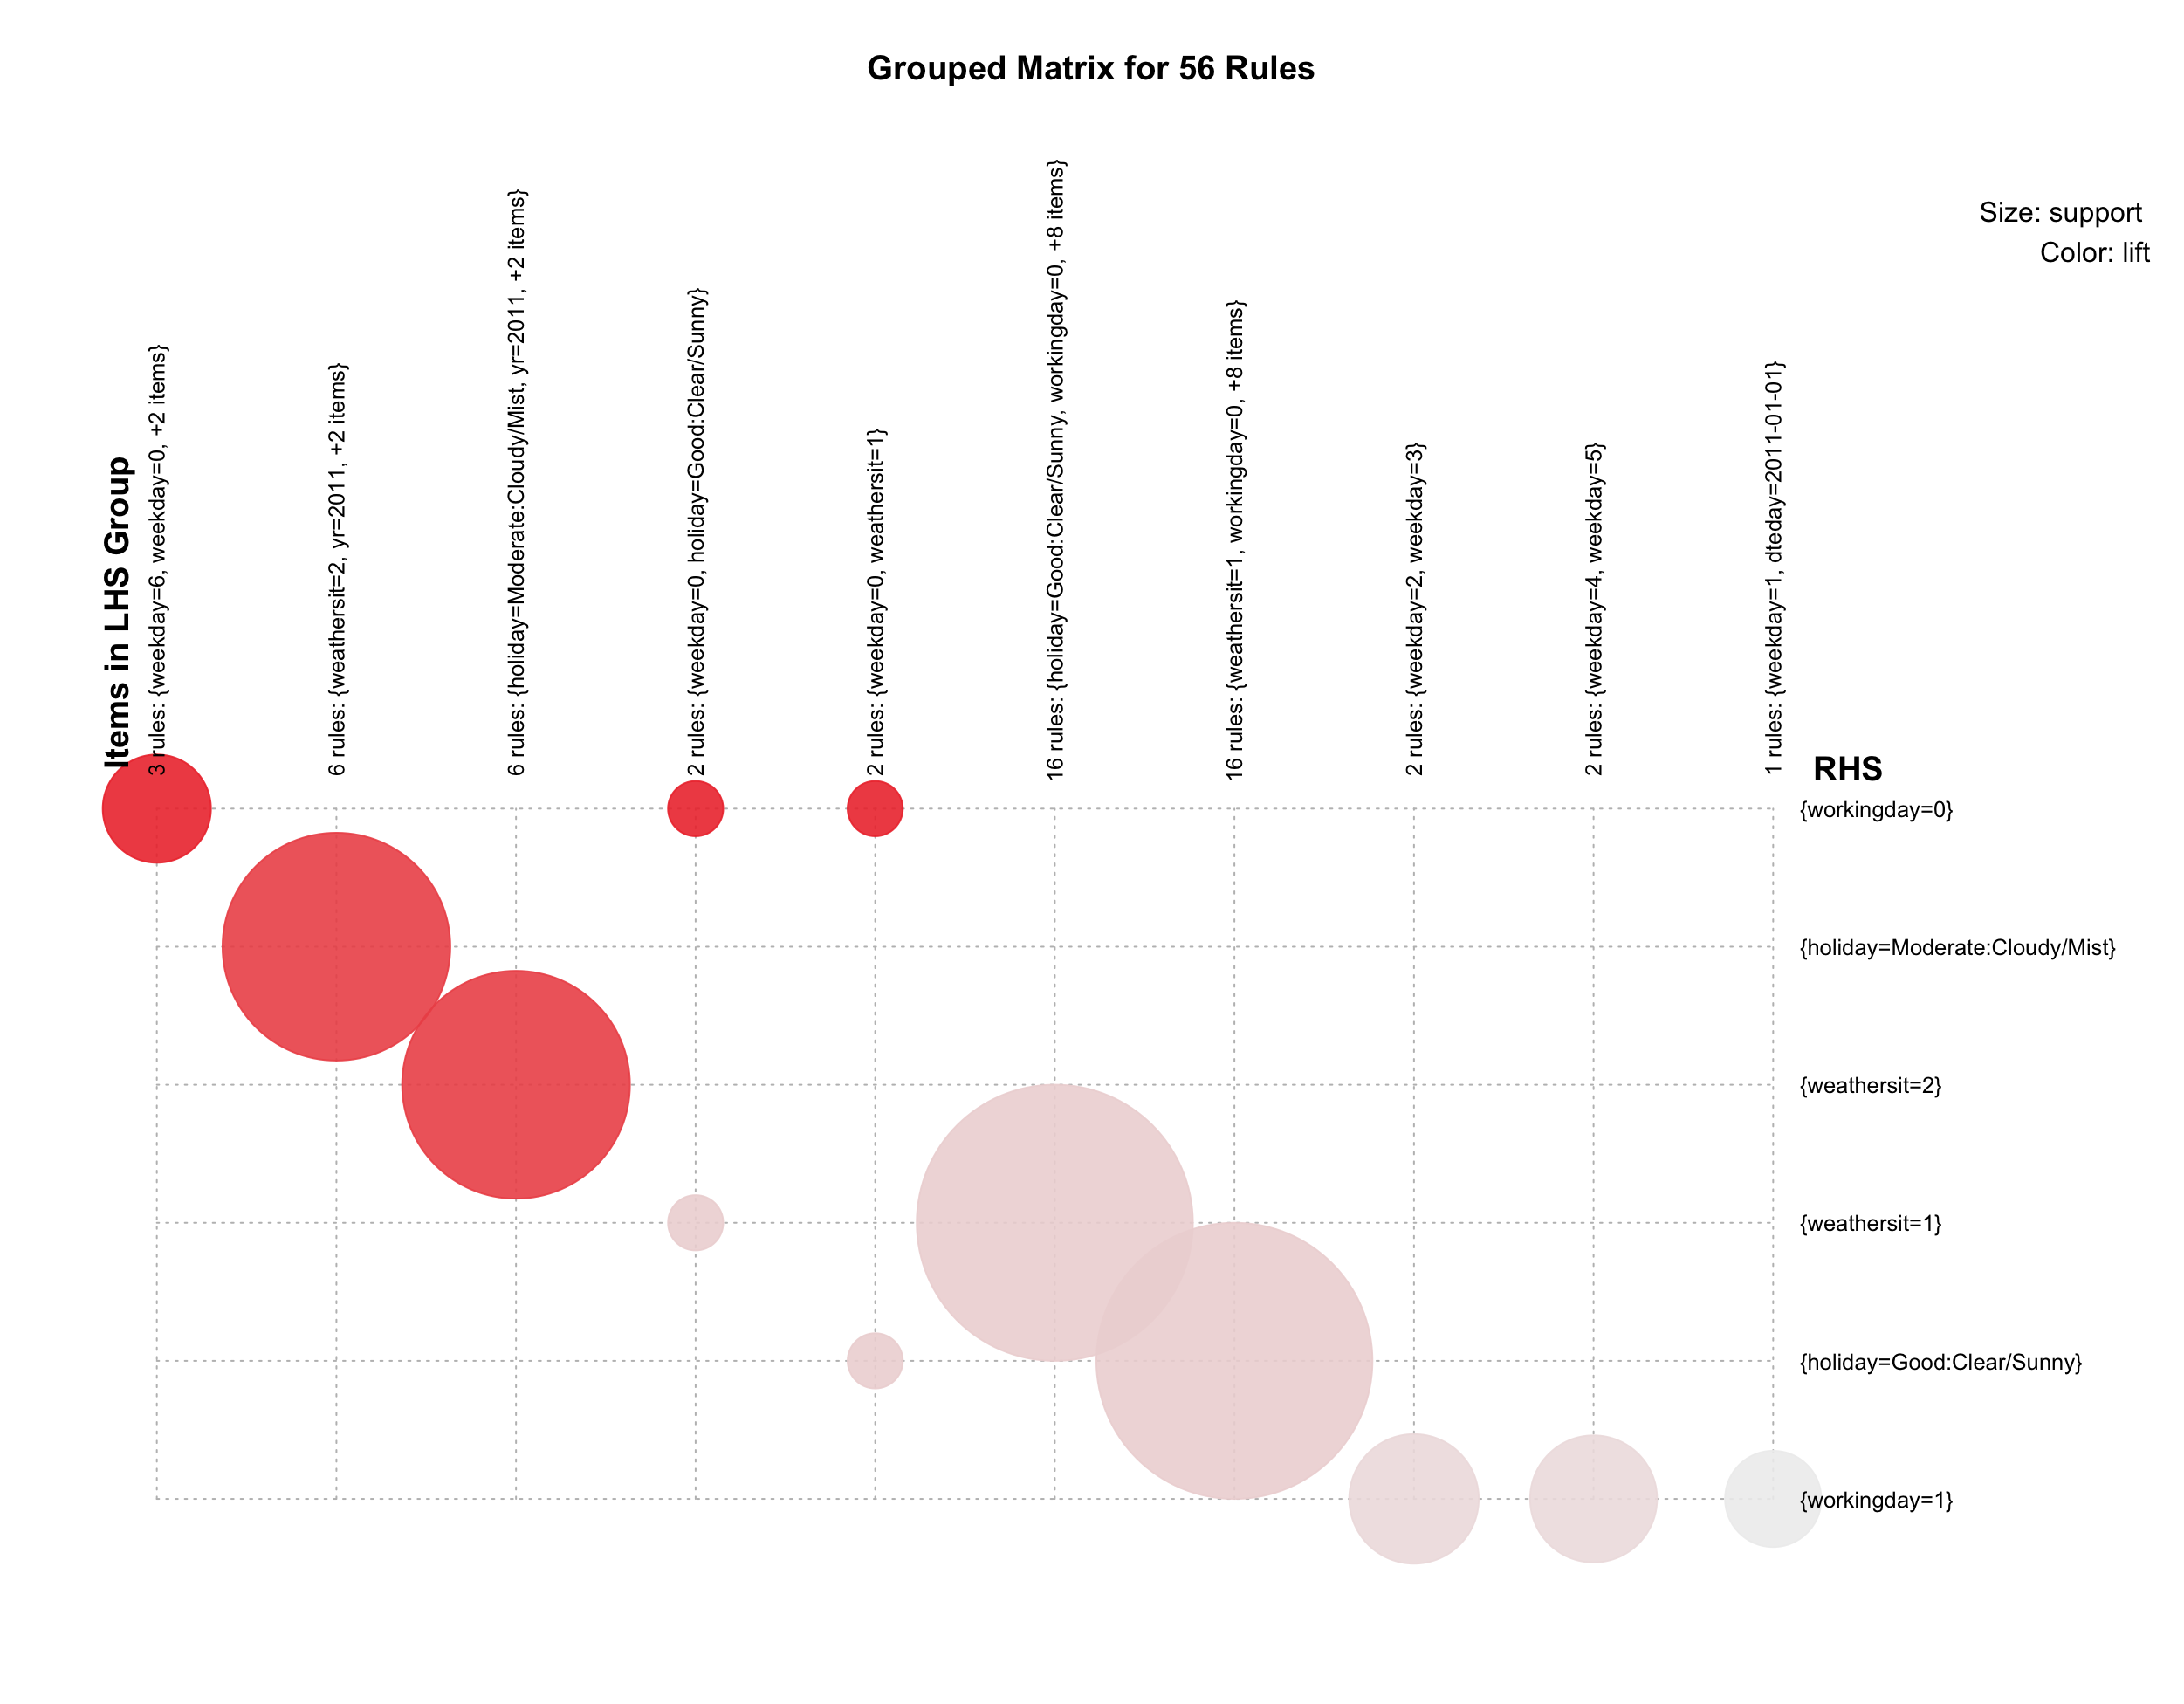 Grouped Matrix for 56 Rules
Size: support
Color: lift
Items in LHS Group
3 rules: {weekday=6, weekday=0, +2 items}
6 rules: {weathersit=2, yr=2011, +2 items}
6 rules: {holiday=Moderate:Cloudy/Mist, yr=2011, +2 items}
2 rules: {weekday=0, holiday=Good:Clear/Sunny}
2 rules: {weekday=0, weathersit=1}
16 rules: {holiday=Good:Clear/Sunny, workingday=0, +8 items}
16 rules: {weathersit=1, workingday=0, +8 items}
2 rules: {weekday=2, weekday=3}
2 rules: {weekday=4, weekday=5}
1 rules: {weekday=1, dteday=2011-01-01}
RHS
{workingday=0}
{holiday=Moderate:Cloudy/Mist}
{weathersit=2}
{weathersit=1}
{holiday=Good:Clear/Sunny}
{workingday=1}